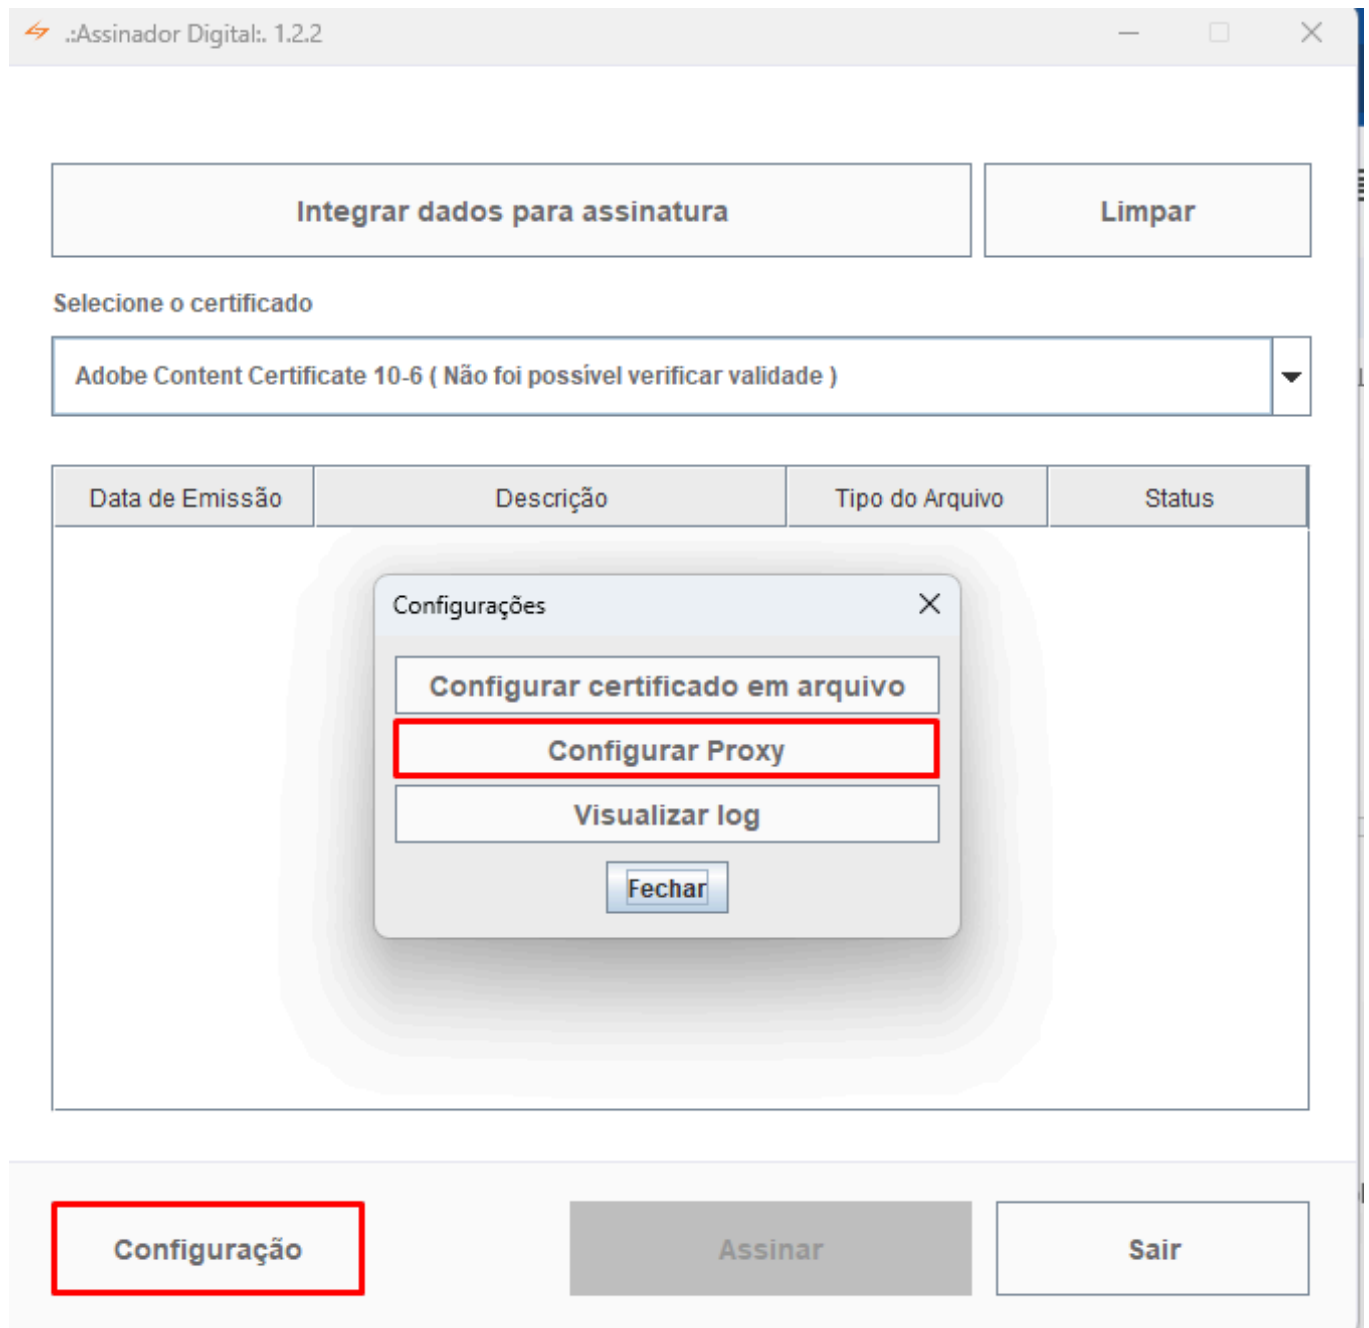 .:Assinador Digital:. 1.2.2
Integrar dados para assinatura
Limpar
Selecione o certificado
Adobe Content Certificate 10-6 ( Não foi possível verificar validade )
Data de Emissão
Descrição
Tipo do Arquivo
Status
Configurações
Configurar certificado em arquivo
Configurar Proxy
Visualizar log
Fechar
Configuração
Assinar
Sair